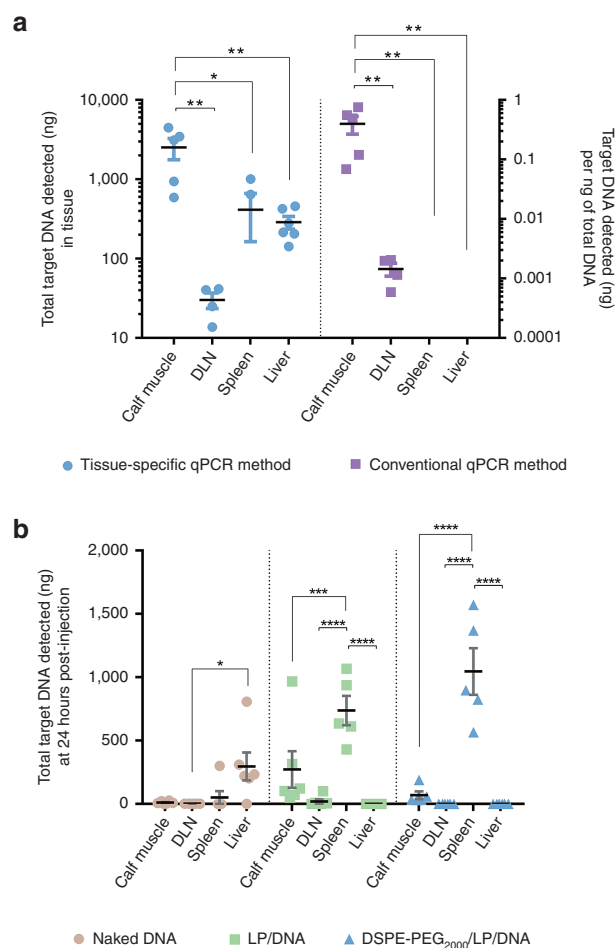 a
** ** * ** ** ** **
10,000
1,000
100
10
Total target DNA detected (ng)
in tissue
1
0.1
0.01
0.001
0.0001
Target DNA detected (ng)
per ng of total DNA
Calf muscle DLN Spleen Liver Calf muscle DLN Spleen Liver
Tissue-specific qPCR method Conventional qPCR method
b
**** **** **** *** **** **** *
2,000
1,500
1,000
500
0
Total target DNA detected (ng)
at 24 hours post-injection
Calf muscle DLN Spleen Liver Calf muscle DLN Spleen Liver Calf muscle DLN Spleen Liver
Naked DNA LP/DNA DSPE-PEG2000/LP/DNA